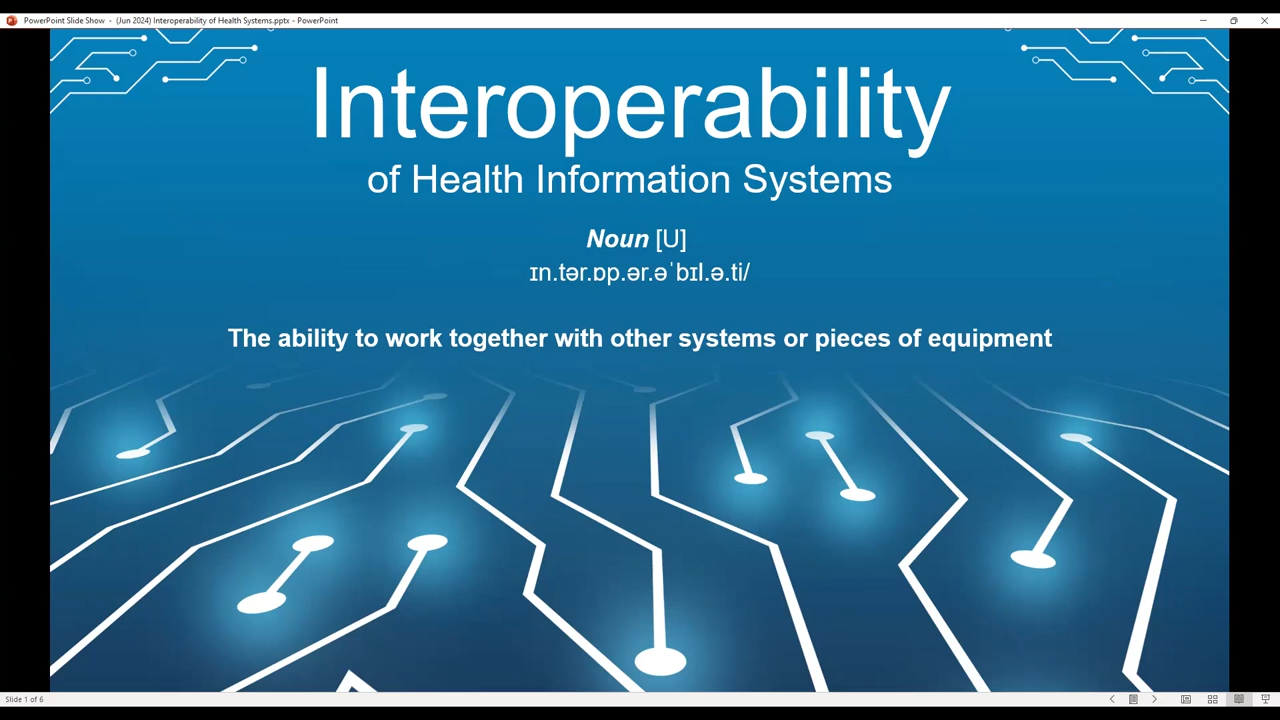 PowerPoint Slide Show - (Jun 2024) Interoperability of Health Systems.pptx - PowerPoint
Interoperability
of Health Information Systems
Noun [U]
ɪn.tər.ɒp.ər.əˈbɪl.ə.ti/
The ability to work together with other systems or pieces of equipment
Slide 1 of 6